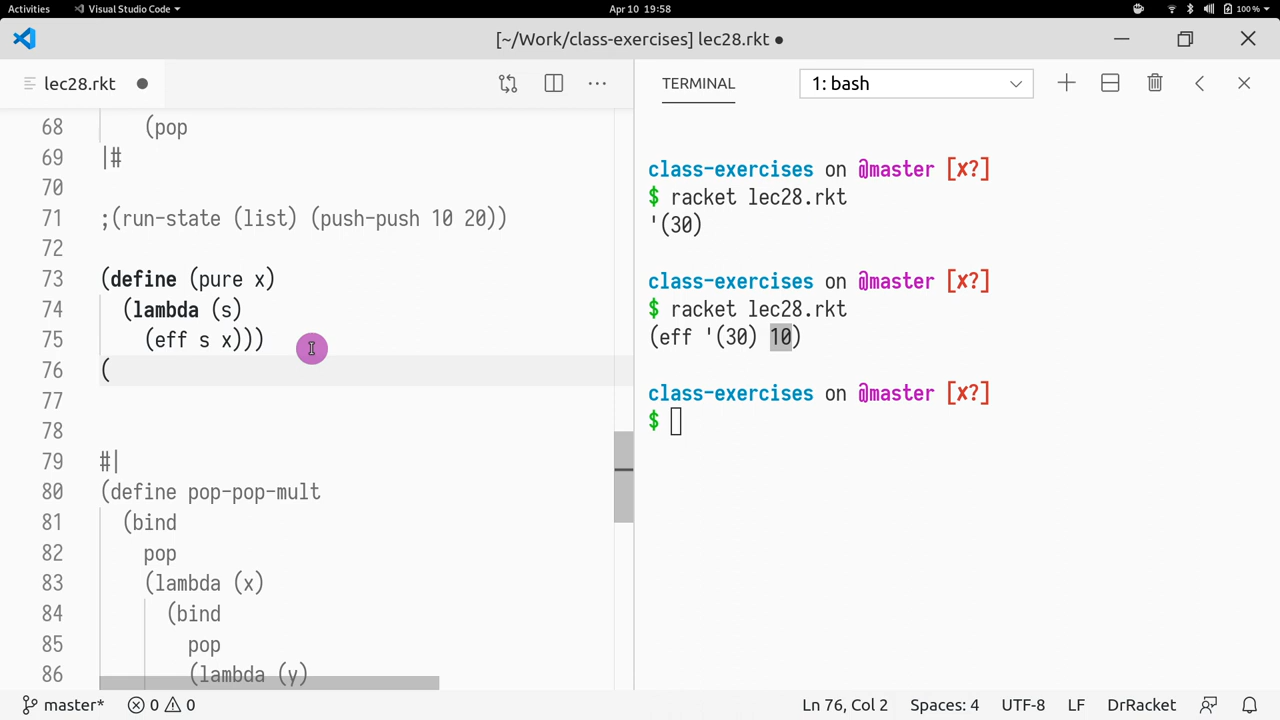 Activities Visual Studio Code Apr 10 19:58 100%
[~/Work/class-exercises] lec28.rkt ●
lec28.rkt ● TERMINAL 1: bash
68 (pop
69 |#
70
71 ;(run-state (list) (push-push 10 20))
72
73 (define (pure x)
74 (lambda (s)
75 (eff s x)))
76 (
77
78
79 #|
80 (define pop-pop-mult
81 (bind
82 pop
83 (lambda (x)
84 (bind
85 pop
86 (lambda (y)
class-exercises on @master [x?]
$ racket lec28.rkt
'(30)
class-exercises on @master [x?]
$ racket lec28.rkt
(eff '(30) 10)
class-exercises on @master [x?]
$
master* 0 0 Ln 76, Col 2 Spaces: 4 UTF-8 LF DrRacket